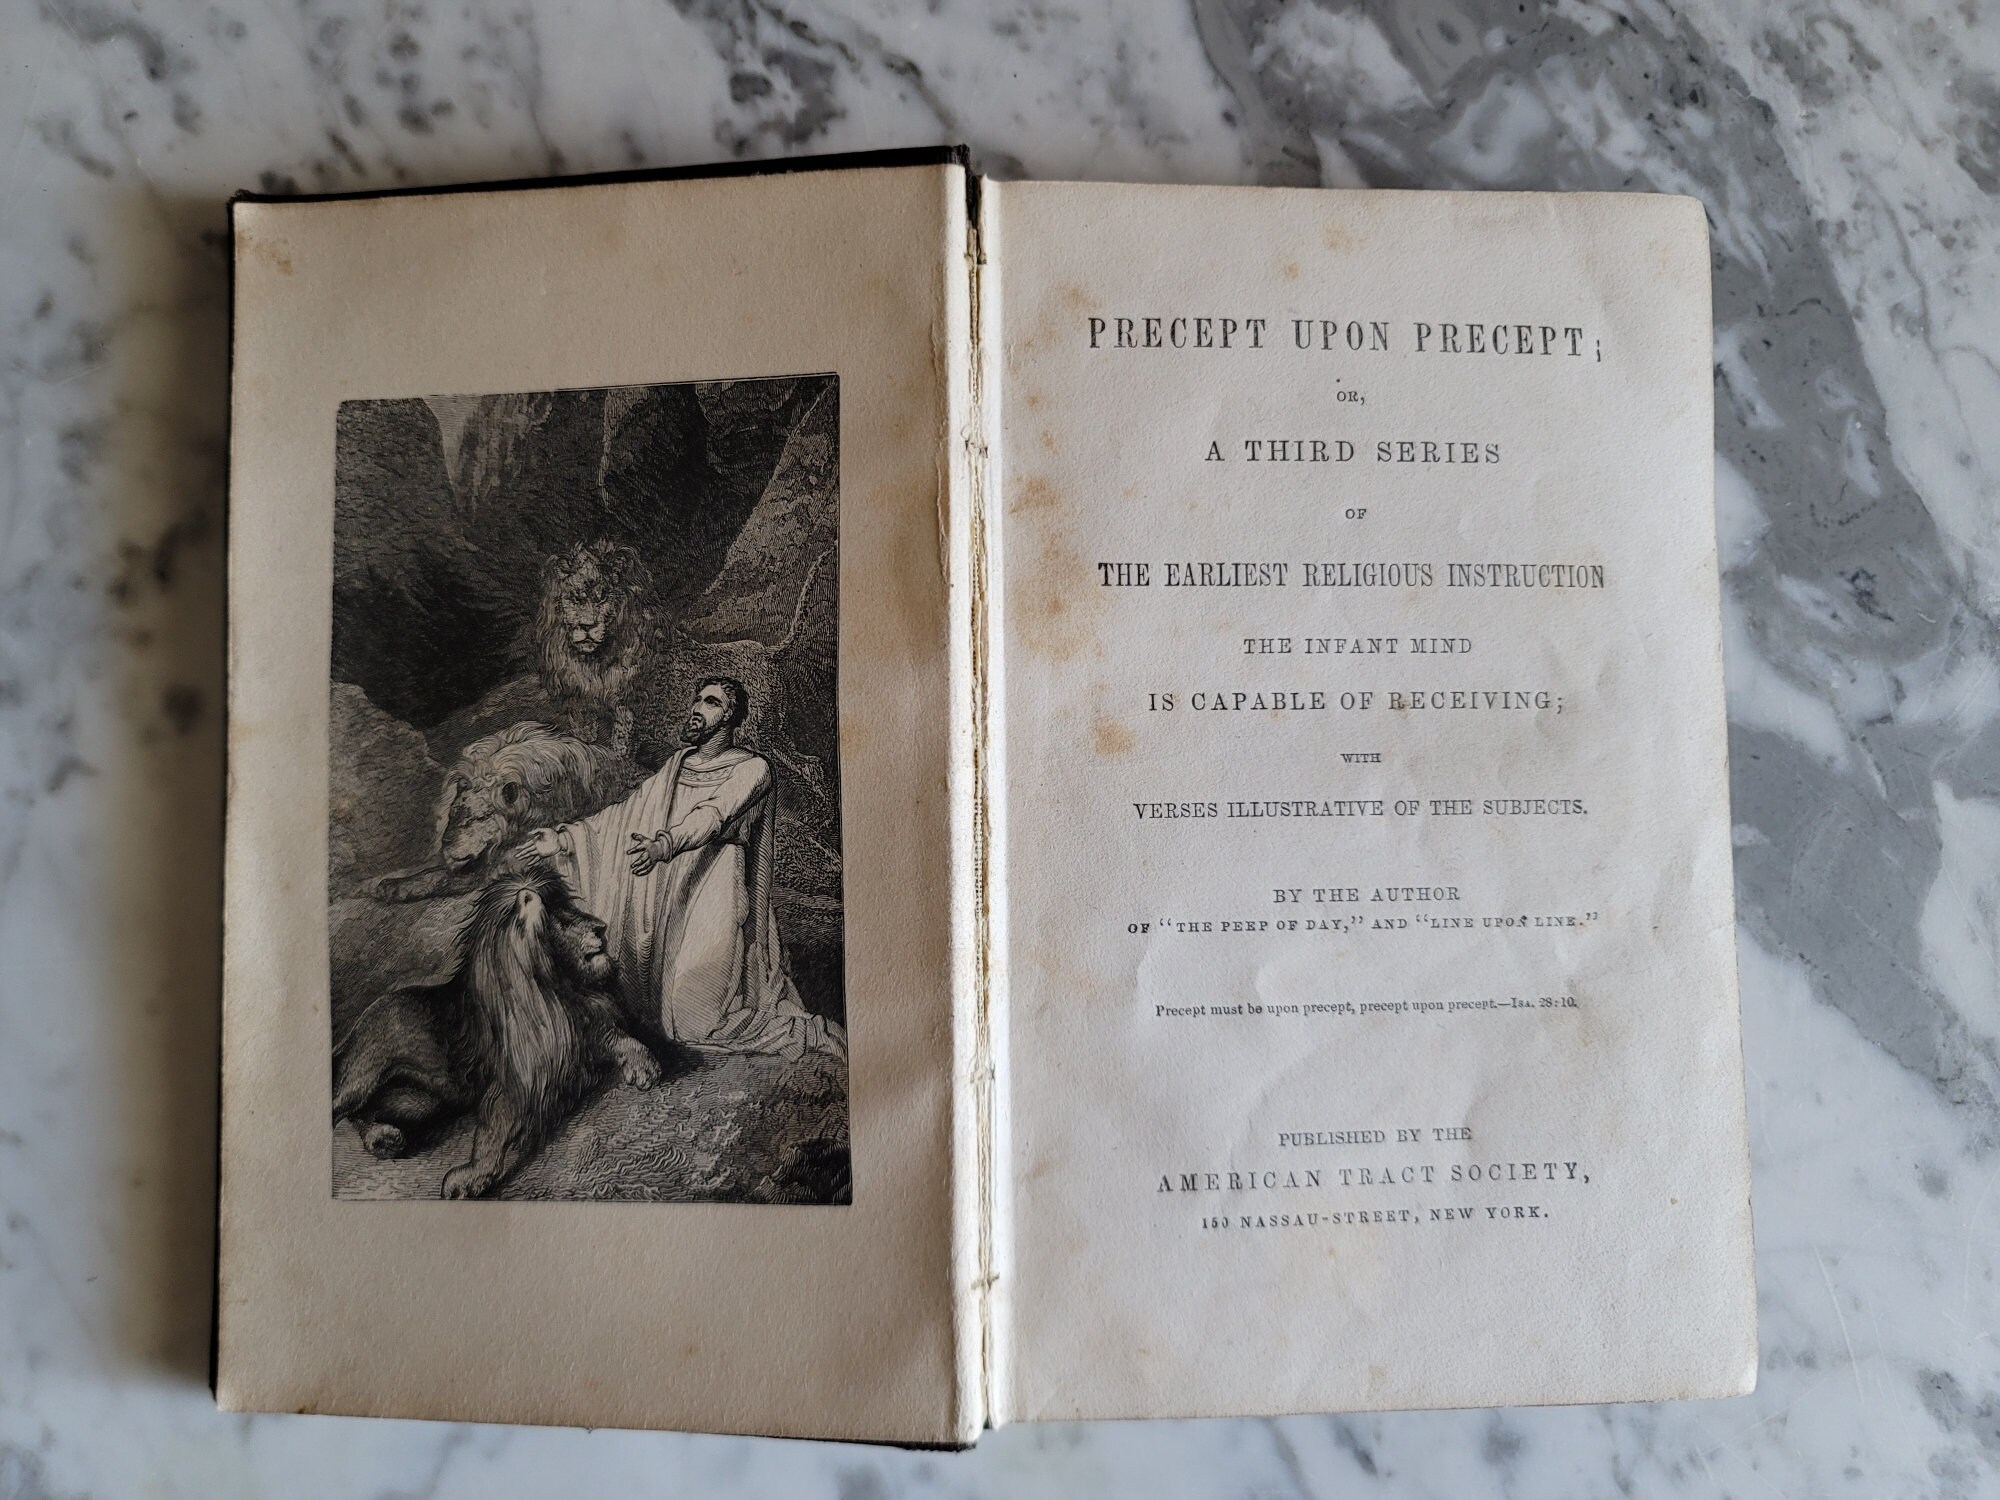 PRECEPT UPON PRECEPT;
OR,
A THIRD SERIES
OF
THE EARLIEST RELIGIOUS INSTRUCTION
THE INFANT MIND
IS CAPABLE OF RECEIVING;
WITH
VERSES ILLUSTRATIVE OF THE SUBJECTS.
BY THE AUTHOR
OF “THE PEEP OF DAY,” AND “LINE UPON LINE.”
Precept must be upon precept, precept upon precept.—ISA. 28:10.
PUBLISHED BY THE
AMERICAN TRACT SOCIETY,
150 NASSAU-STREET, NEW YORK.